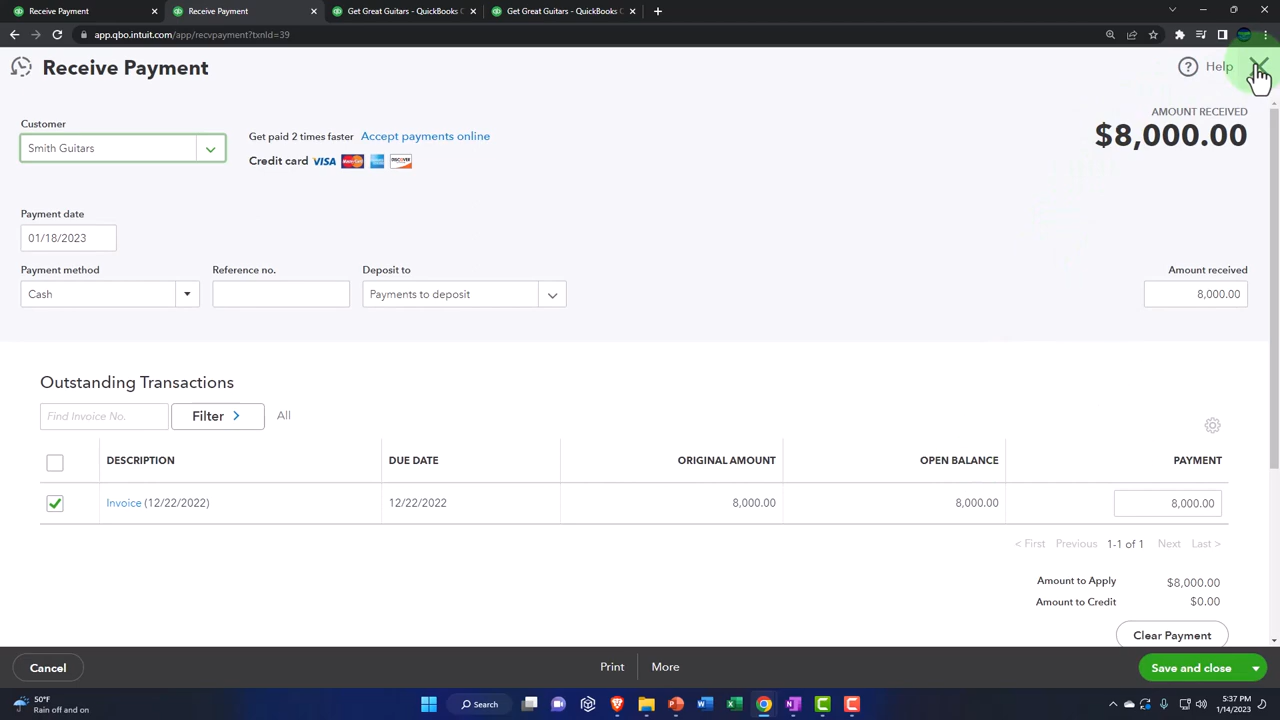 Receive Payment
Receive Payment
Get Great Guitars - QuickBooks C
Get Great Guitars - QuickBooks C
app.qbo.intuit.com/app/recvpayment?txnId=39
Receive Payment
Help
Customer
Smith Guitars
Get paid 2 times faster Accept payments online
Credit card VISA DISCOVER
AMOUNT RECEIVED
$8,000.00
Payment date
01/18/2023
Payment method
Cash
Reference no.
Deposit to
Payments to deposit
Amount received
8,000.00
Outstanding Transactions
Find Invoice No.
Filter
All
DESCRIPTION DUE DATE ORIGINAL AMOUNT OPEN BALANCE PAYMENT
Invoice (12/22/2022) 12/22/2022 8,000.00 8,000.00 8,000.00
< First Previous 1-1 of 1 Next Last >
Amount to Apply $8,000.00
Amount to Credit $0.00
Clear Payment
Cancel
Print
More
Save and close
50°F
Rain off and on
Search
5:37 PM
1/14/2023